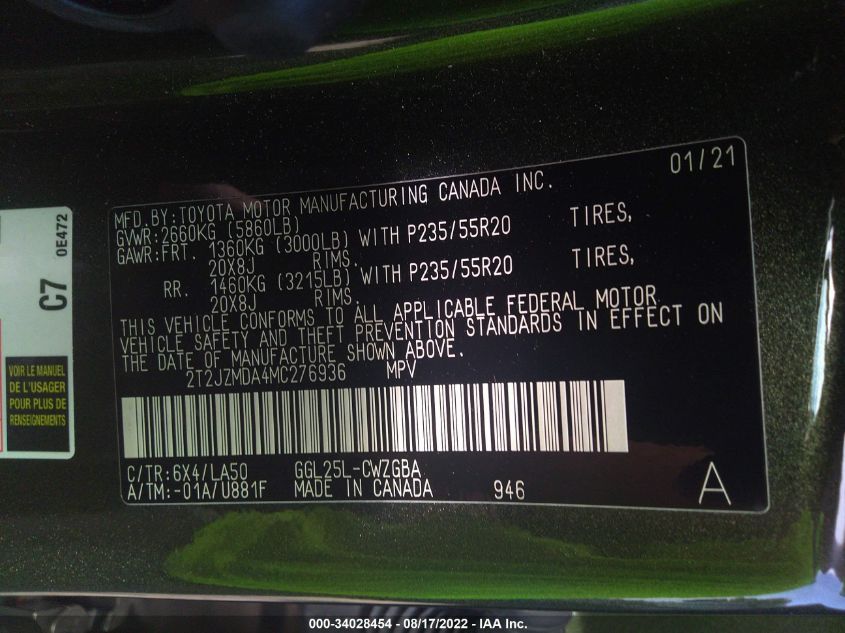 01/21
MFD.BY:TOYOTA MOTOR MANUFACTURING CANADA INC.
GVWR:2660KG (5860LB)
GAWR:FRT. 1360KG (3000LB) WITH P235/55R20 TIRES,
20X8J RIMS.
RR. 1460KG (3215LB) WITH P235/55R20 TIRES,
20X8J RIMS.
THIS VEHICLE CONFORMS TO ALL APPLICABLE FEDERAL MOTOR
VEHICLE SAFETY AND THEFT PREVENTION STANDARDS IN EFFECT ON
THE DATE OF MANUFACTURE SHOWN ABOVE.
2T2JZMDA4MC276936 MPV
C/TR:6X4/LA50 GGL25L-CWZGBA
A/TM:-01A/U881F MADE IN CANADA 946 A
C7
0E472
VOIR LE MANUEL
DE L'USAGER
POUR PLUS DE
RENSEIGNEMENTS
000-34028454 - 08/17/2022 - IAA Inc.